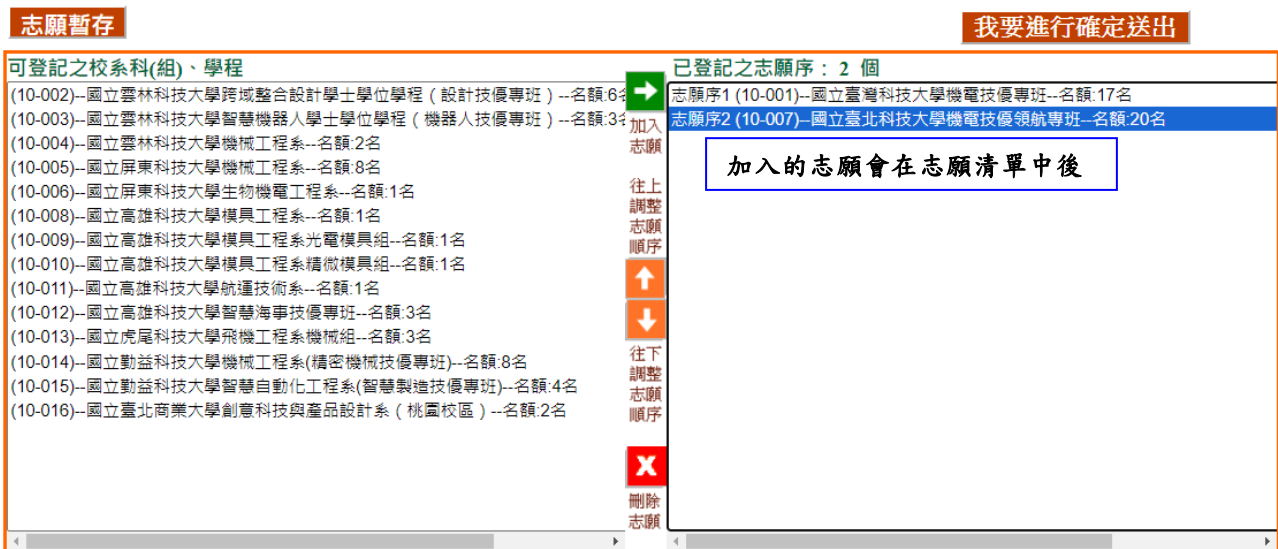 志願暫存
我要進行確定送出
可登記之校系科(組)、學程
(10-002)--國立雲林科技大學跨域整合設計學士學位學程（設計技優專班）--名額:6
(10-003)--國立雲林科技大學智慧機器人學士學位學程（機器人技優專班）--名額:3
(10-004)--國立雲林科技大學機械工程系--名額:2名
(10-005)--國立屏東科技大學機械工程系--名額:8名
(10-006)--國立屏東科技大學生物機電工程系--名額:1名
(10-008)--國立高雄科技大學模具工程系--名額:1名
(10-009)--國立高雄科技大學模具工程系光電模具組--名額:1名
(10-010)--國立高雄科技大學模具工程系精微模具組--名額:1名
(10-011)--國立高雄科技大學航運技術系--名額:1名
(10-012)--國立高雄科技大學智慧海事技優專班--名額:3名
(10-013)--國立虎尾科技大學飛機工程系機械組--名額:3名
(10-014)--國立勤益科技大學機械工程系(精密機械技優專班)--名額:8名
(10-015)--國立勤益科技大學智慧自動化工程系(智慧製造技優專班)--名額:4名
(10-016)--國立臺北商業大學創意科技與產品設計系（桃園校區）--名額:2名
加入
志願
往上
調整
志願
順序
往下
調整
志願
順序
X
刪除
志願
已登記之志願序： 2 個
志願序1 (10-001)--國立臺灣科技大學機電技優專班--名額:17名
志願序2 (10-007)--國立臺北科技大學機電技優領航專班--名額:20名
加入的志願會在志願清單中後